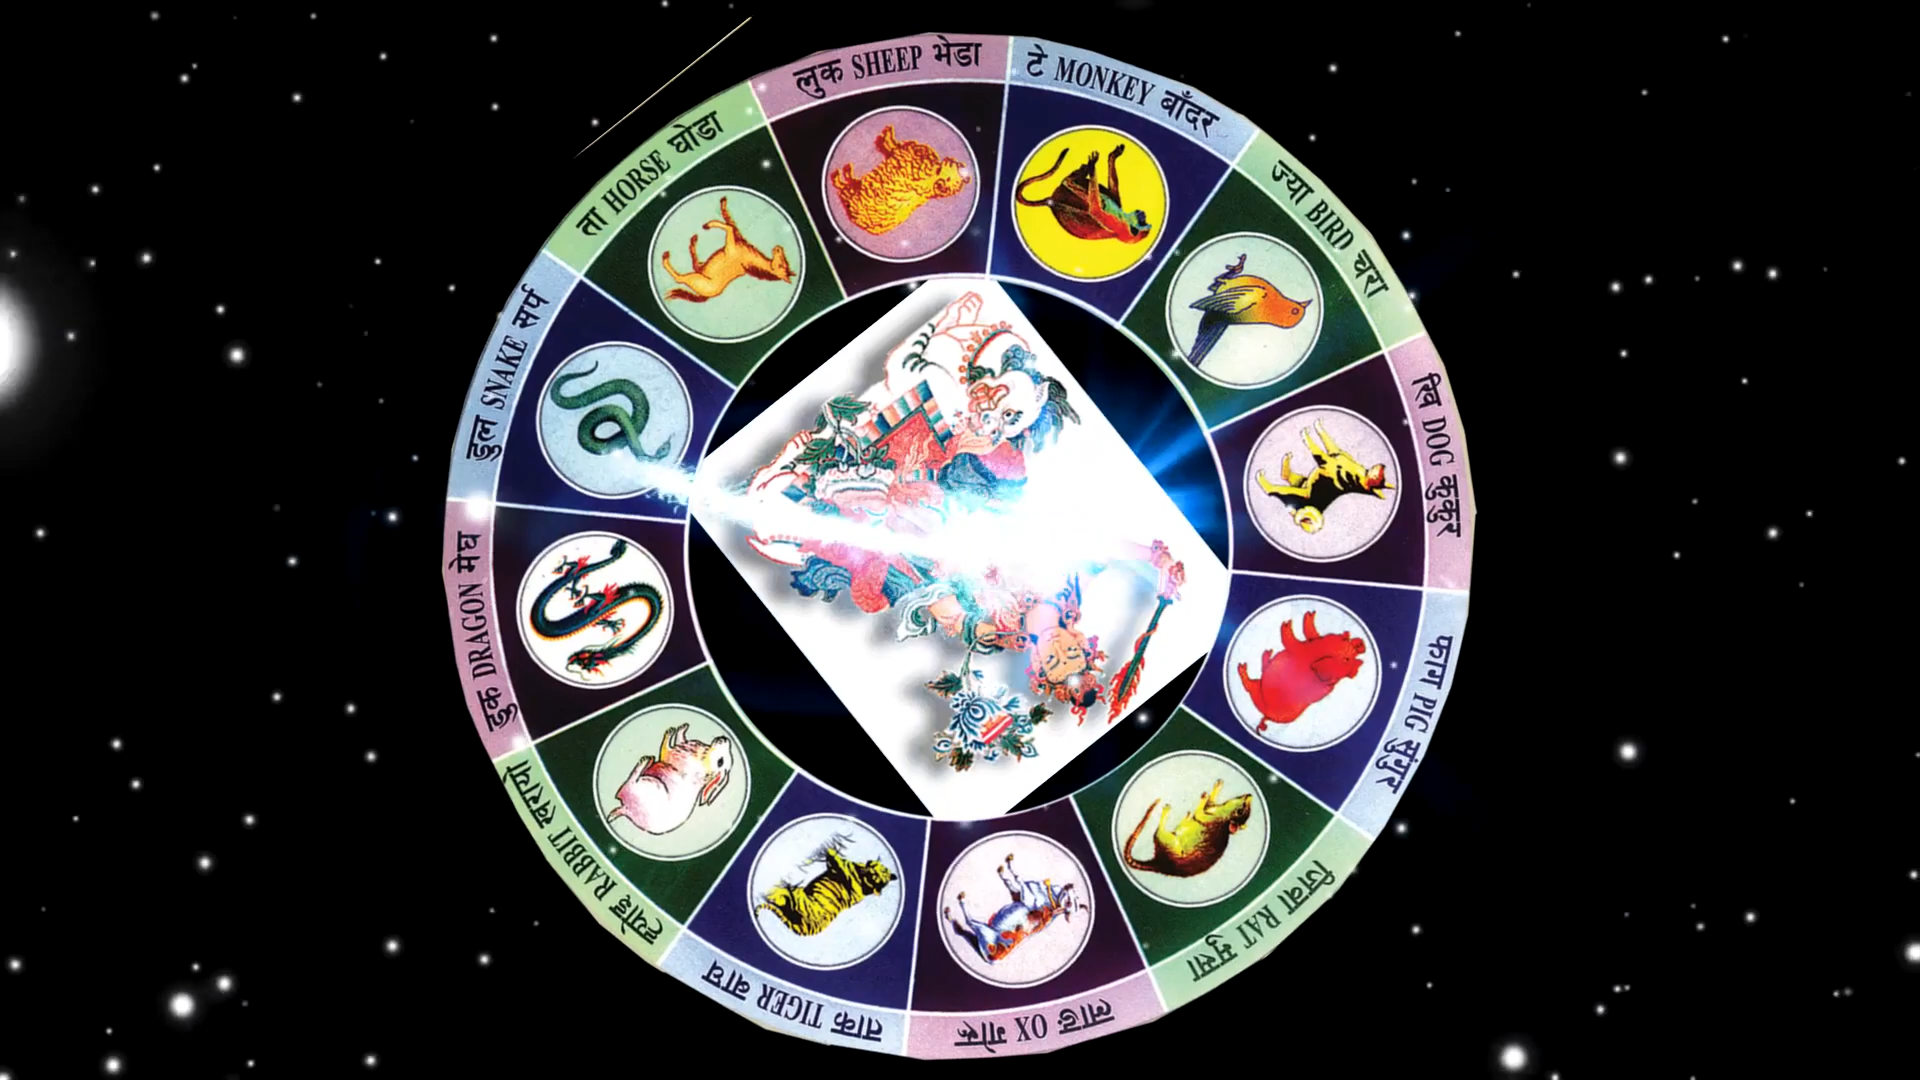 लुक SHEEP भेडा
टे MONKEY बाँदर
ज्या BIRD चरा
खि DOG कुकुर
फाग PIG सुंगुर
जिवा RAT मुसा
लाङ OX गोरु
ताक TIGER बाघ
ह्योइ RABBIT खरायो
डुक DRAGON मेघ
डुल SNAKE सर्प
ता HORSE घोडा